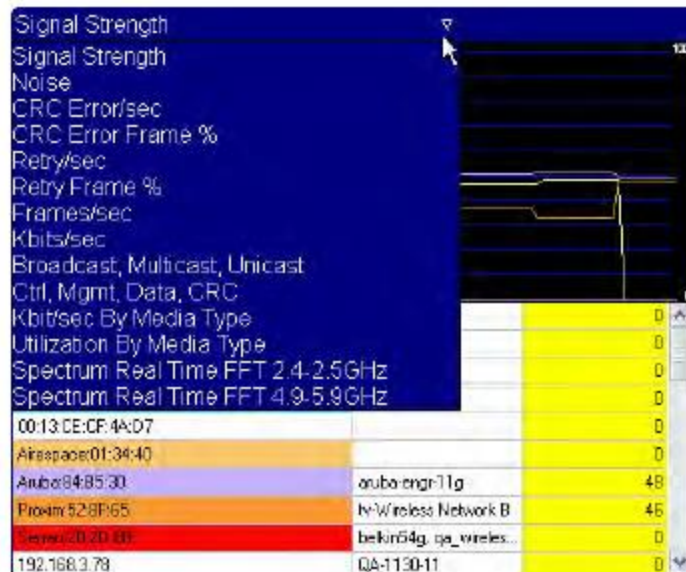 Signal Strength
Signal Strength
Noise
CRC Error/sec
CRC Error Frame %
Retry/sec
Retry Frame %
Frames/sec
Kbits/sec
Broadcast, Multicast, Unicast
Ctrl, Mgmt, Data, CRC
Kbit/sec By Media Type
Utilization By Media Type
Spectrum Real Time FFT 2.4-2.5GHz
Spectrum Real Time FFT 4.9-5.9GHz
100
0
0
0
0
00:13:CE:CF:4A:D7 0
Airespace:01:34:40 0
Aruba:84:85:30 aruba-engr-11g 48
Proxim:52:8F:65 tv-Wireless Network B 46
belkin54g, qa_wireles... 0
192.168.3.78 QA-1130-11 0